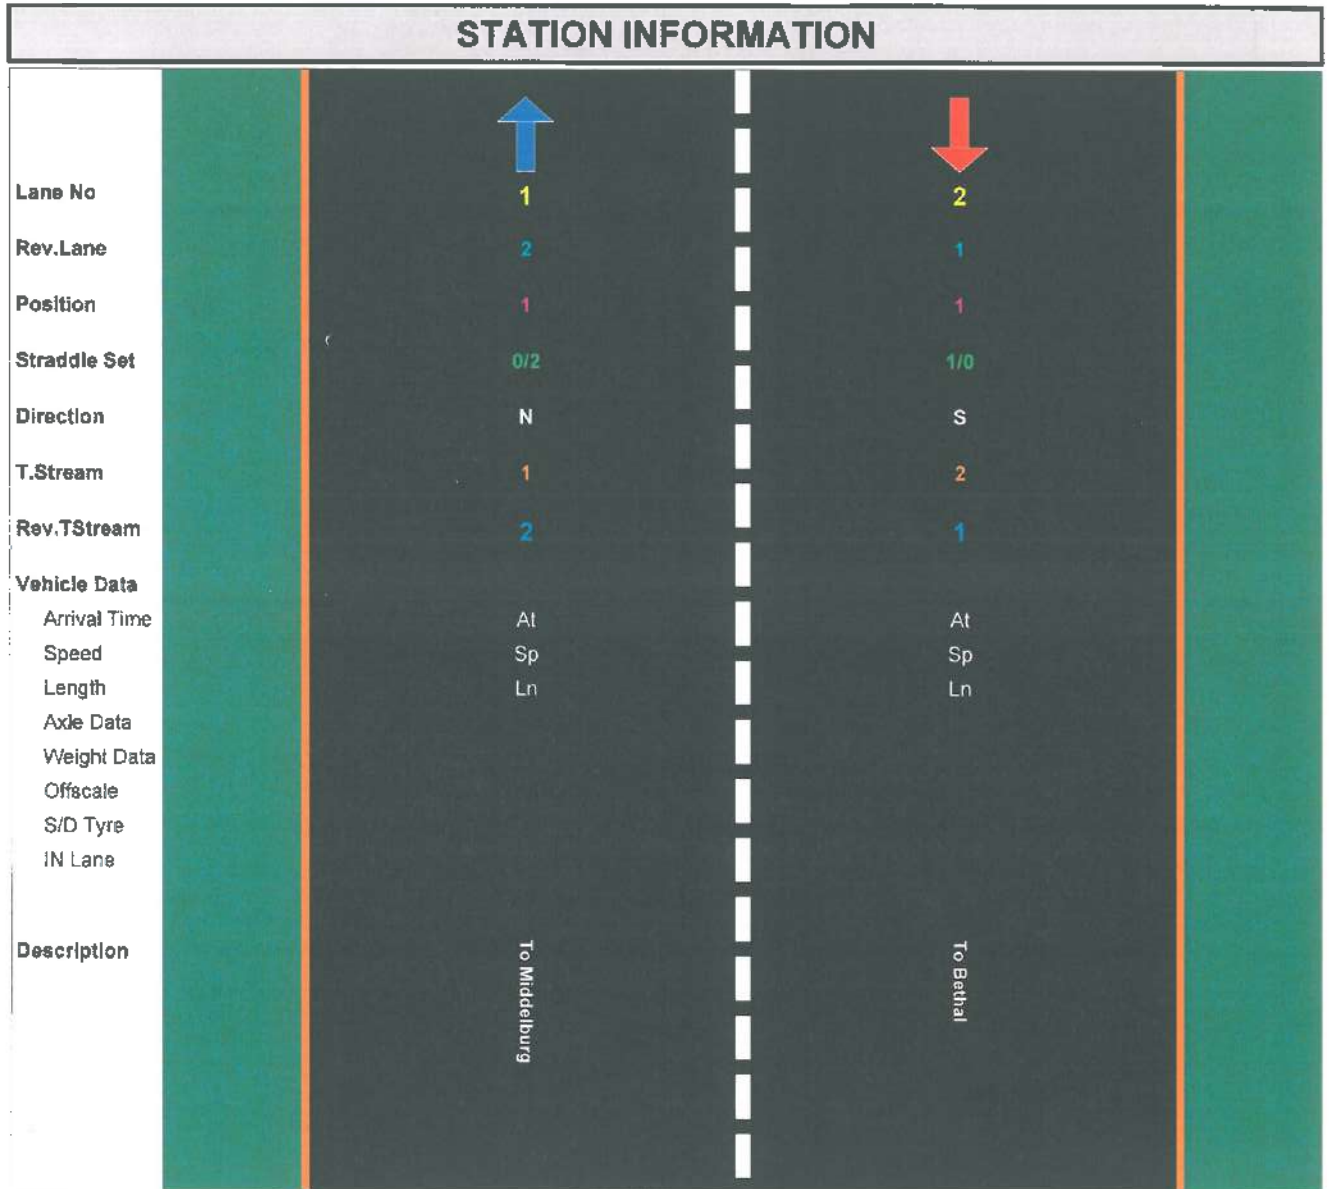 STATION INFORMATION
Lane No 1 2
Rev.Lane 2 1
Position 1 1
Straddle Set 0/2 1/0
Direction N S
T.Stream 1 2
Rev.TStream 2 1
Vehicle Data
Arrival Time At At
Speed Sp Sp
Length Ln Ln
Axle Data
Weight Data
Offscale
S/D Tyre
IN Lane
Description To Middelburg To Bethal